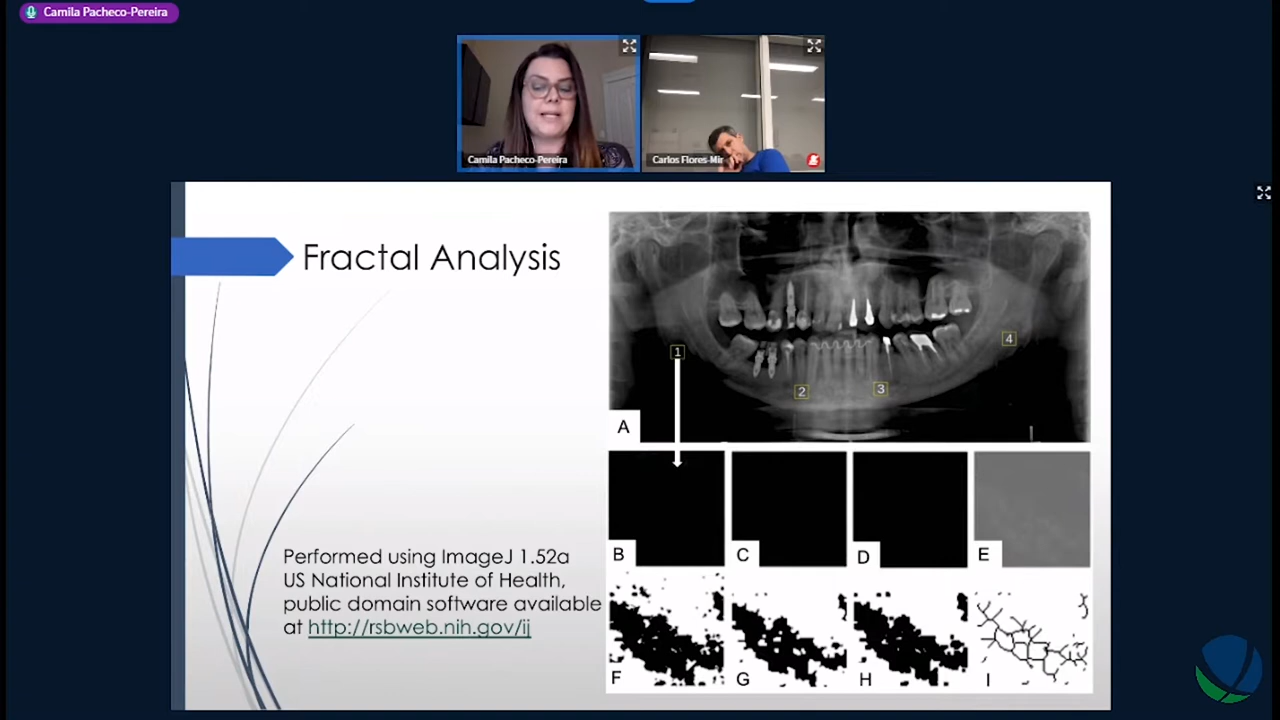 Camila Pacheco-Pereira
Camila Pacheco-Pereira
Carlos Flores-Mir
Fractal Analysis
1
2
3
4
A
B
C
D
E
F
G
H
I
Performed using ImageJ 1.52a
US National Institute of Health,
public domain software available
at http://rsbweb.nih.gov/ij